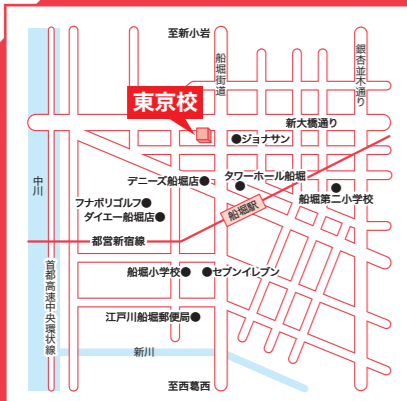 至新小岩
船堀街道
銀杏並木通り
東京校
新大橋通り
ジョナサン
中川
デニーズ船堀店
タワーホール船堀
フナボリゴルフ
ダイエー船堀店
船堀駅
船堀第二小学校
都営新宿線
首都高速中央環状線
船堀小学校
セブンイレブン
江戸川船堀郵便局
新川
至西葛西